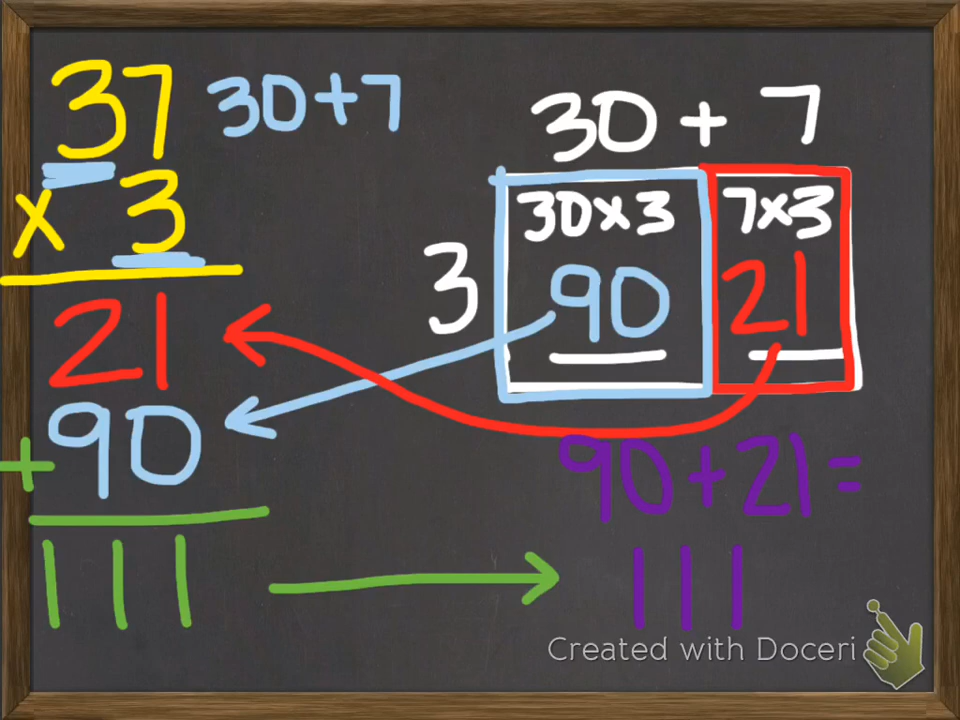 37 30+7
x 3
21
+ 90
111
30 + 7
3
30x3 7x3
90 21
90+21=
111
Created with Doceri